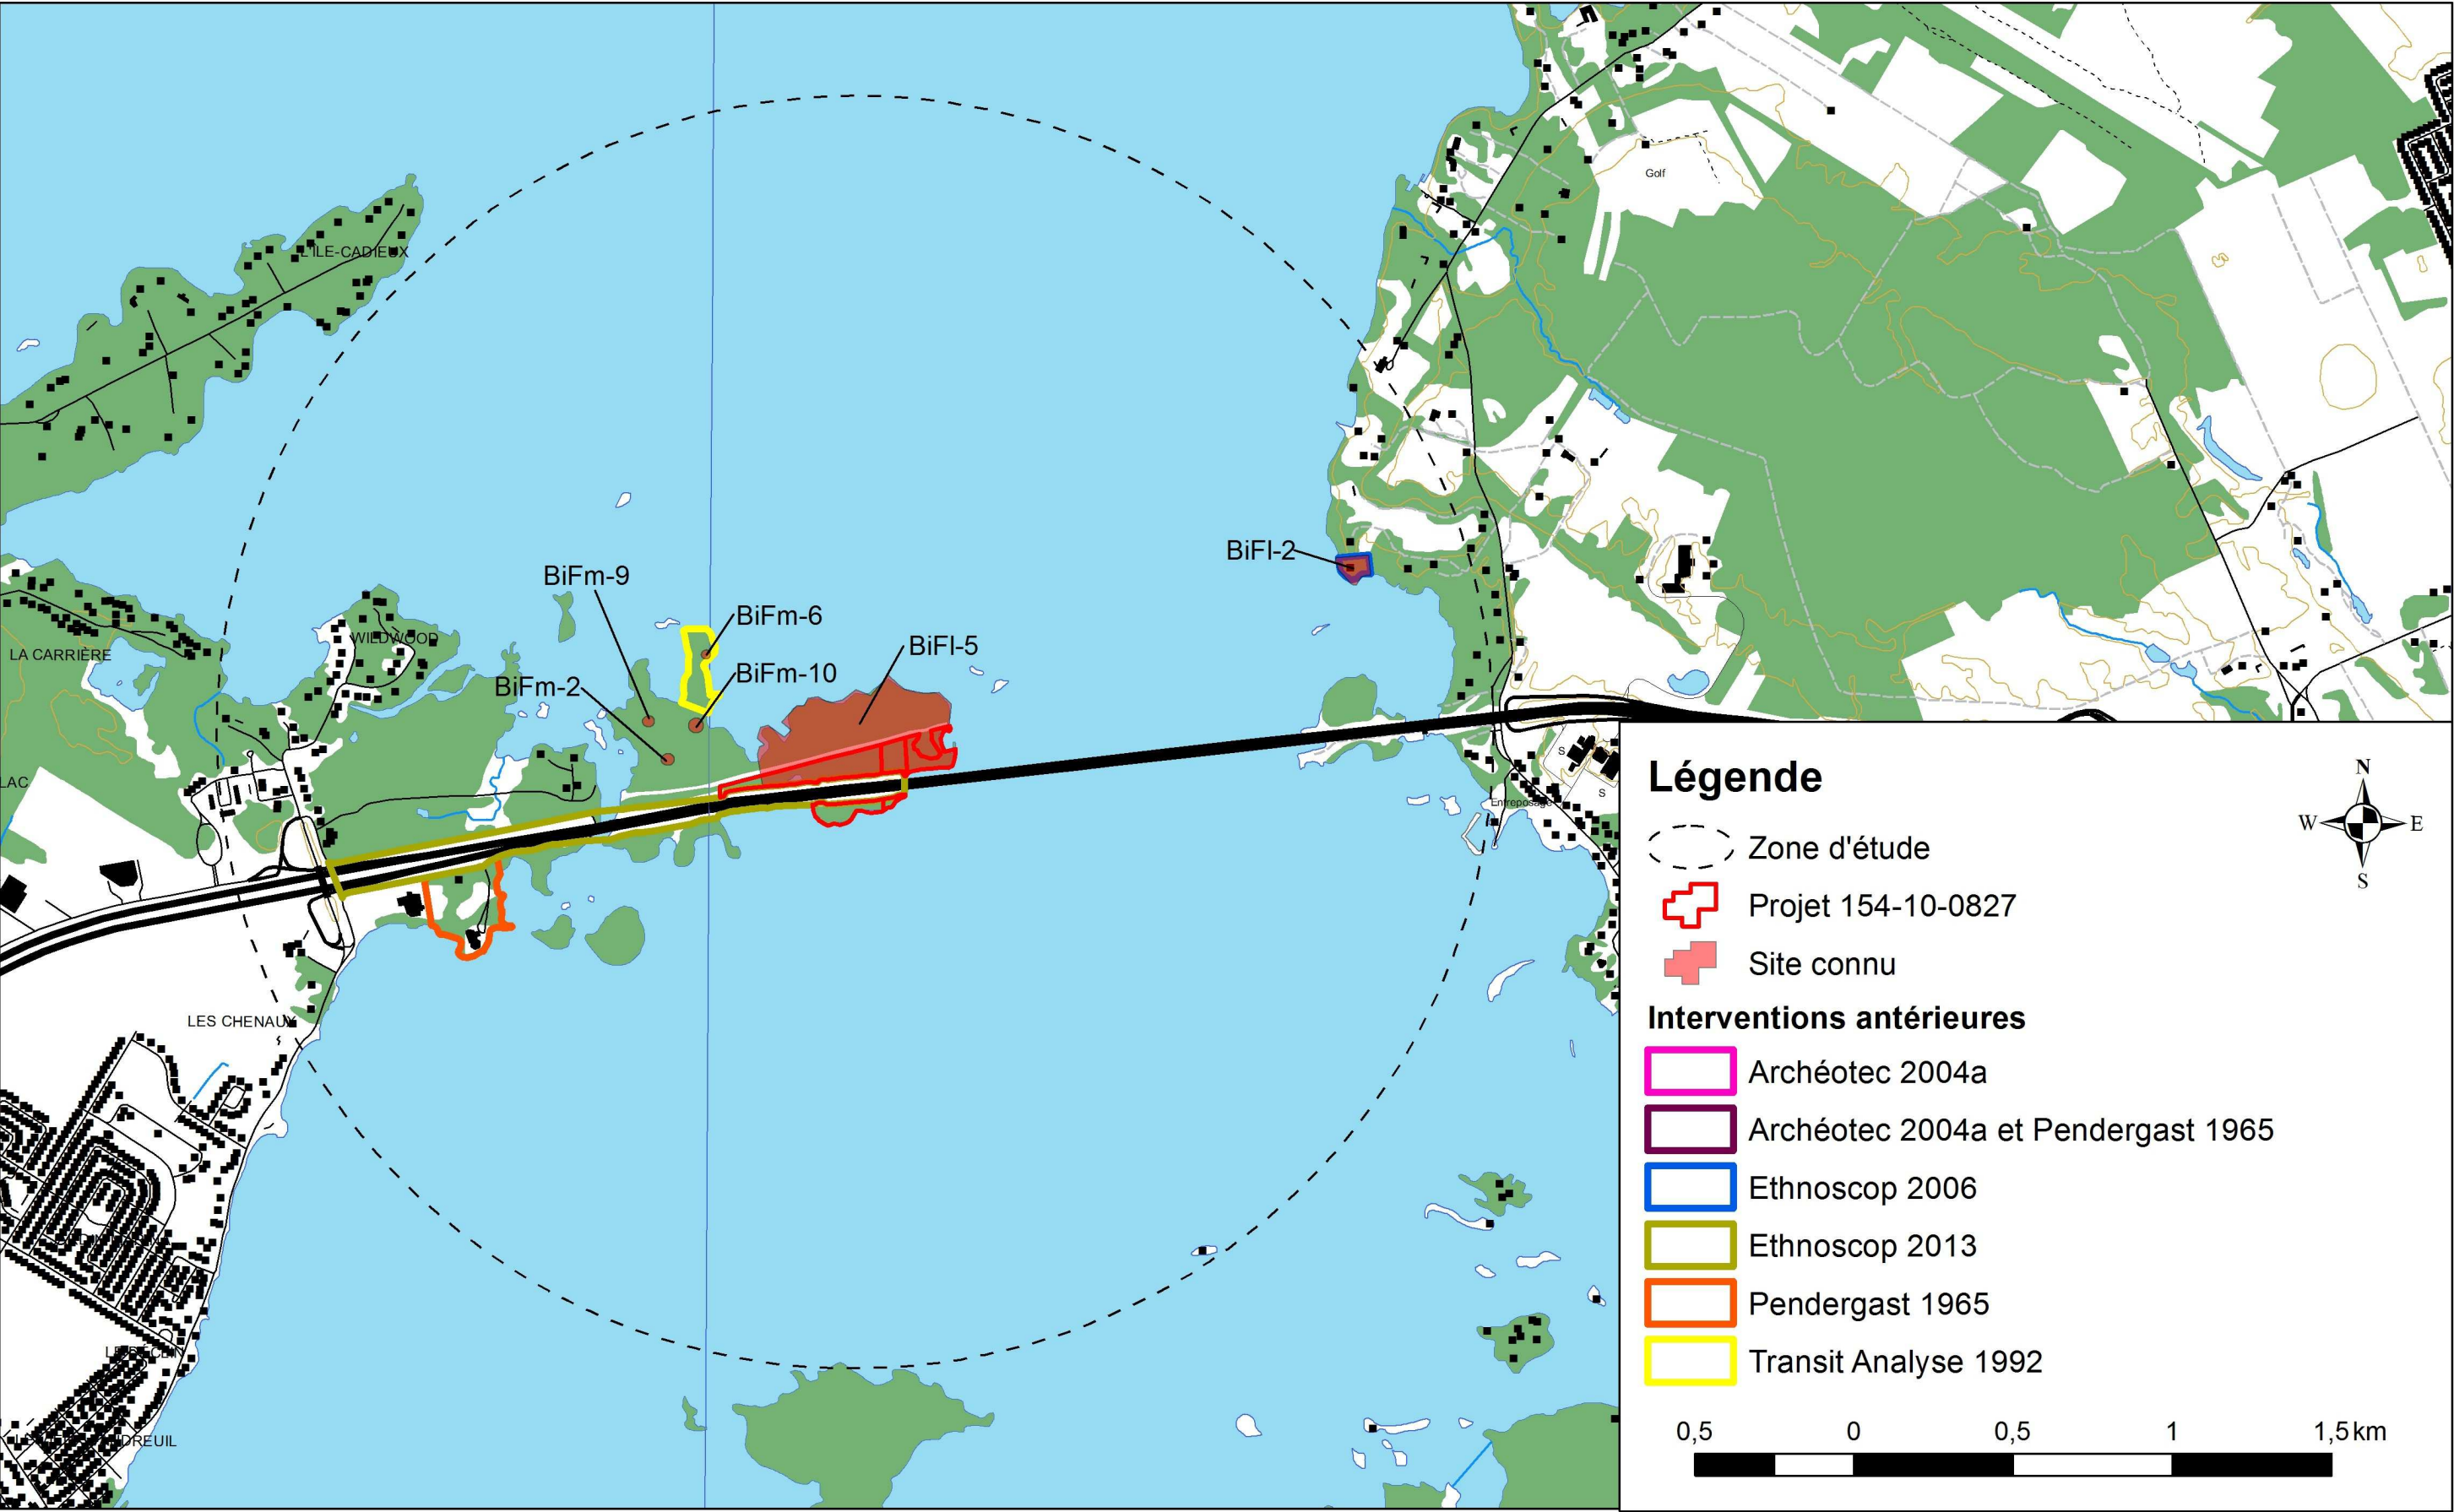 Golf
L'ÎLE-CADIEUX
BiFl-2
BiFm-9
BiFm-6
WILDWOOD
BiFl-5
LA CARRIÈRE
BiFm-10
BiFm-2
LAC
S
S
Entreposage
LES CHENAUX
DREUIL
Légende
N
W E
S
Zone d'étude
Projet 154-10-0827
Site connu
Interventions antérieures
Archéotec 2004a
Archéotec 2004a et Pendergast 1965
Ethnoscop 2006
Ethnoscop 2013
Pendergast 1965
Transit Analyse 1992
0,5 0 0,5 1 1,5 km